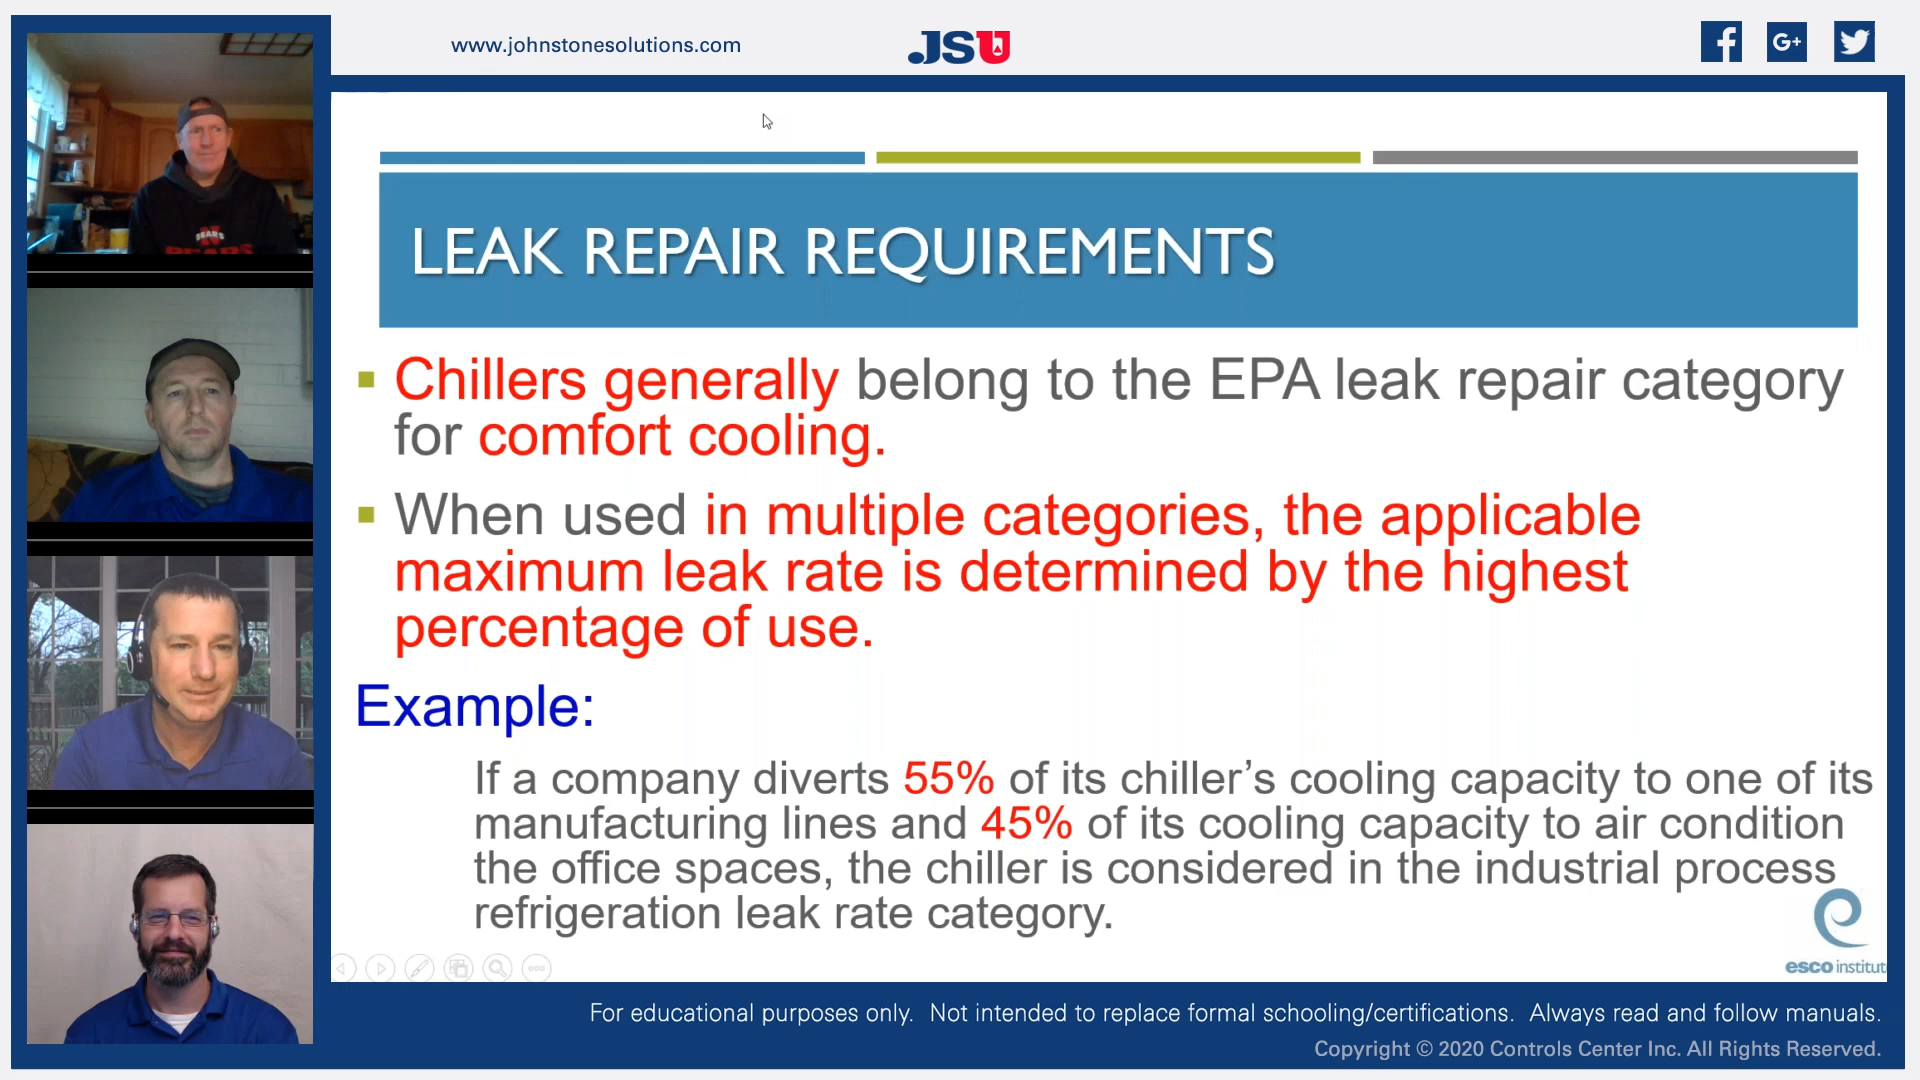 www.johnstonesolutions.com
JSU
G+
LEAK REPAIR REQUIREMENTS
▪ Chillers generally belong to the EPA leak repair category
for comfort cooling.
▪ When used in multiple categories, the applicable
maximum leak rate is determined by the highest
percentage of use.
Example:
If a company diverts 55% of its chiller’s cooling capacity to one of its
manufacturing lines and 45% of its cooling capacity to air condition
the office spaces, the chiller is considered in the industrial process
refrigeration leak rate category.
esco institut
BEARS
BEARS
For educational purposes only. Not intended to replace formal schooling/certifications. Always read and follow manuals.
Copyright © 2020 Controls Center Inc. All Rights Reserved.